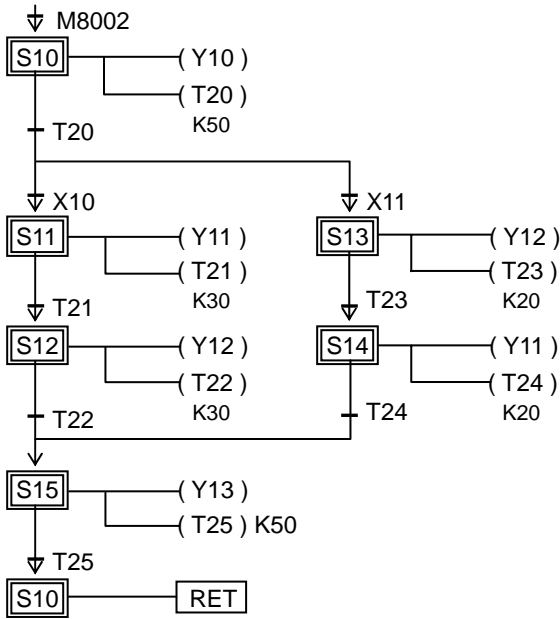 M8002
S10 ( Y10 )
( T20 )
K50
T20
X10 X11
S11 ( Y11 ) S13 ( Y12 )
( T21 ) ( T23 )
K30 K20
T21 T23
S12 ( Y12 ) S14 ( Y11 )
( T22 ) ( T24 )
K30 K20
T22 T24
S15 ( Y13 )
( T25 ) K50
T25
S10 RET